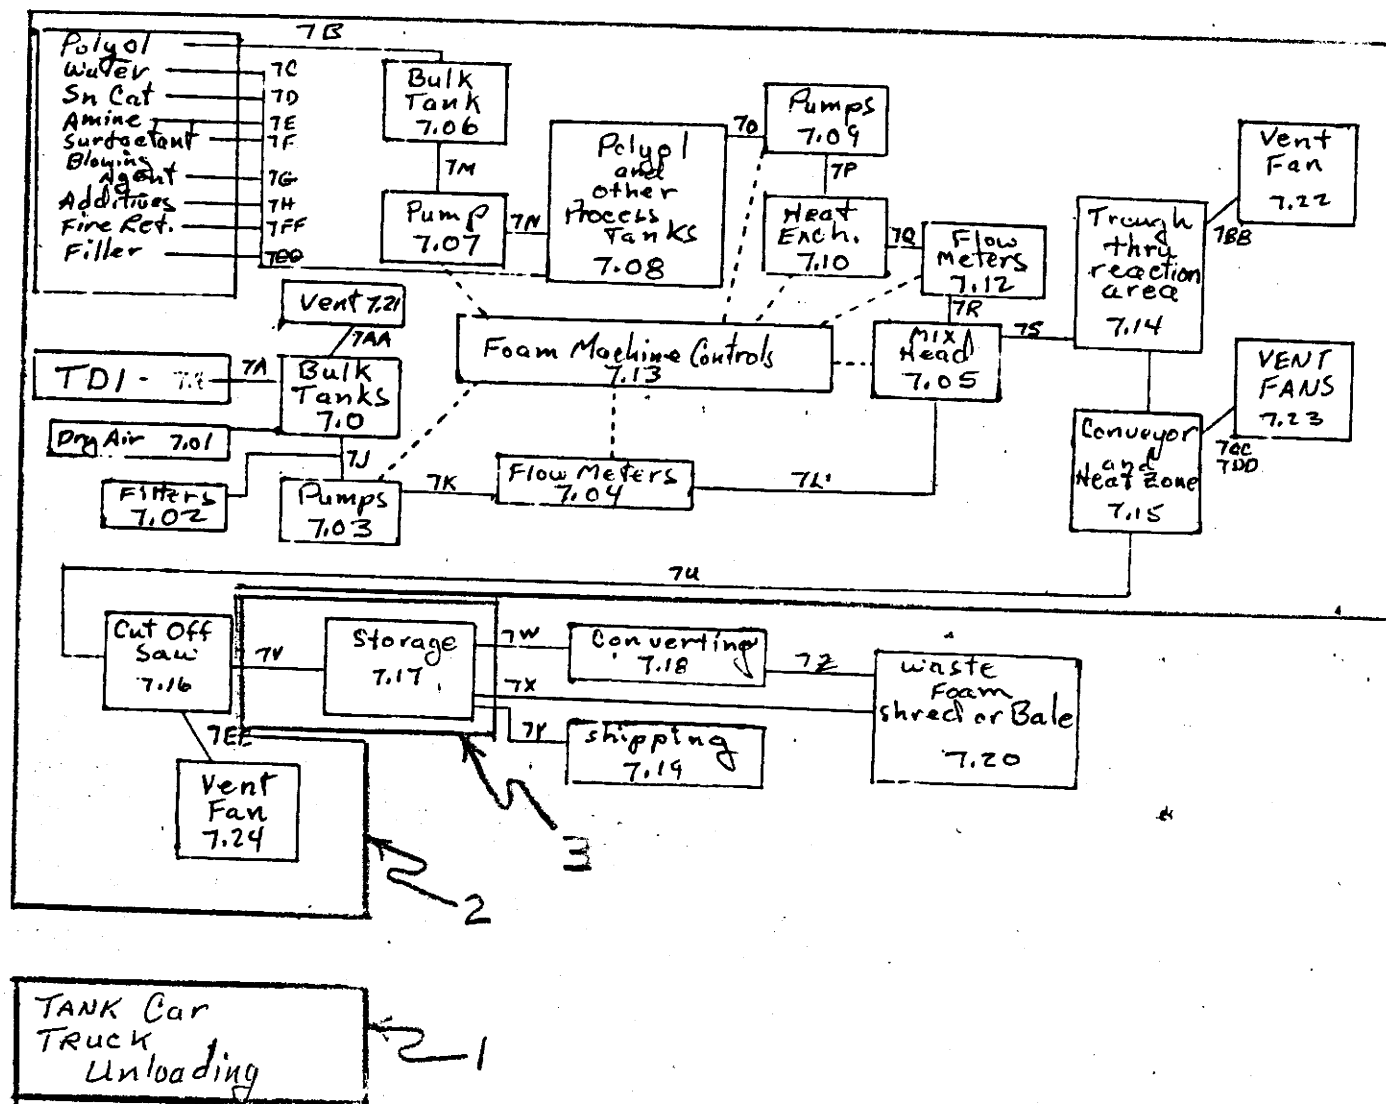 Polyol
7B
Water
7C
Sn Cat
7D
Amine
7E
Surfactant
7F
Blowing
Agent
7G
Additives
7H
Fire Ret.
7FF
Filler
Bulk
Tank
7.06
7M
Pump
7.07
7N
Polyol
and
other
Process
Tanks
7.08
7O
Pumps
7.09
7P
Heat
Exch.
7.10
7Q
Flow
Meters
7.12
7R
Mix
Head
7.05
7S
Trough
thru
reaction
area
7.14
7BB
Vent
Fan
7.22
Vent 7.21
7AA
TDI -
7A
Bulk
Tanks
7.0
Dry Air 7.01
7J
Filters
7.02
Pumps
7.03
7K
Foam Machine Controls
7.13
Flow Meters
7.04
7L
Conveyor
and
Heat Zone
7.15
7CC
7DD
VENT
FANS
7.23
7U
Cut Off
Saw
7.16
7V
Storage
7.17
7W
Converting
7.18
7Z
7X
Waste
Foam
shred or Bale
7.20
7Y
shipping
7.19
7EE
Vent
Fan
7.24
3
2
TANK Car
TRUCK
Unloading
1